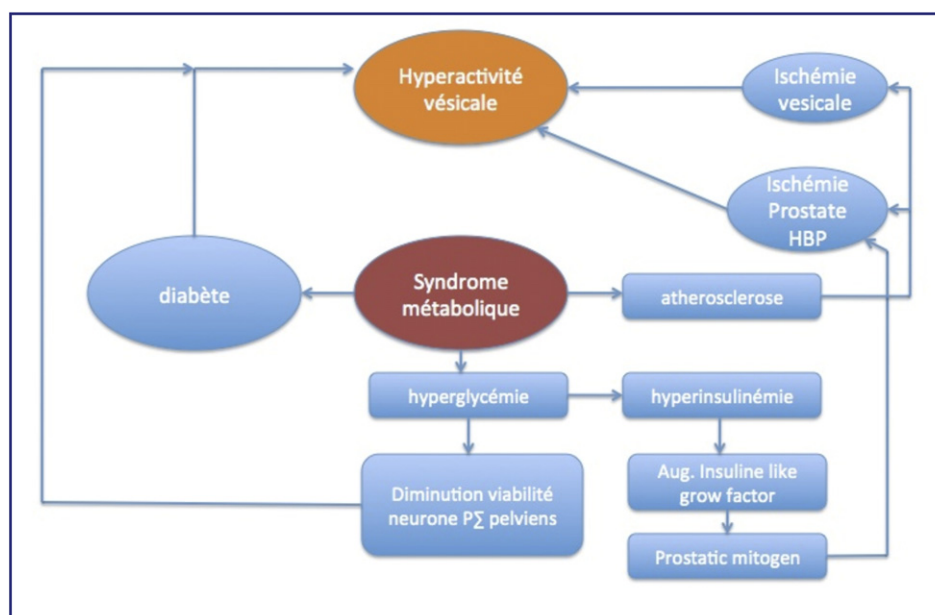 Hyperactivité
vésicale
Ischémie
vesicale
Ischémie
Prostate
HBP
diabète
Syndrome
métabolique
atherosclerose
hyperglycémie
hyperinsulinémie
Diminution viabilité
neurone P∑ pelviens
Aug. Insuline like
grow factor
Prostatic mitogen